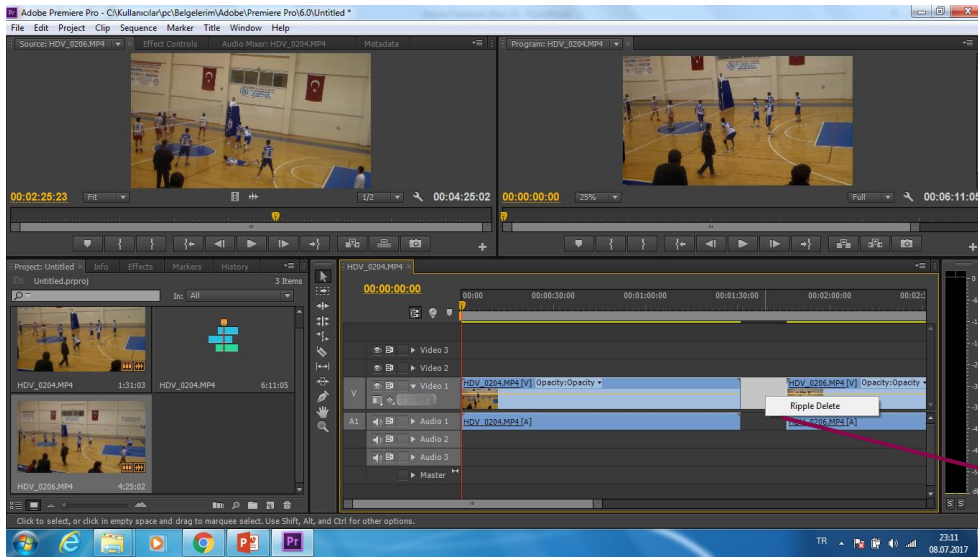 Adobe Premiere Pro - C:\Kullanıcılar\pc\Belgelerim\Adobe\Premiere Pro\6.0\Untitled *
File Edit Project Clip Sequence Marker Title Window Help
Source: HDV_0206.MP4 Effect Controls Audio Mixer: HDV_0204.MP4 Metadata
Program: HDV_0204.MP4
00:02:25:23 Fit 1/2 00:04:25:02
00:00:00:00 25% Full 00:06:11:05
Project: Untitled Info Effects Markers History
Untitled.prproj 3 Items
In: All
HDV_0204.MP4 1:31:03 HDV_0204.MP4 6:11:05
HDV_0206.MP4 4:25:02
HDV_0204.MP4
00:00:00:00
00:00 00:00:30:00 00:01:00:00 00:01:30:00 00:02:00:00
Video 3
Video 2
V Video 1 HDV_0204.MP4 [V] Opacity:Opacity HDV_0206.MP4 [V] Opacity:Opacity
Ripple Delete
A1 Audio 1 HDV_0204.MP4 [A] HDV_0206.MP4 [A]
Audio 2
Audio 3
Master
S S
Click to select, or click in empty space and drag to marquee select. Use Shift, Alt, and Ctrl for other options.
TR 23:11
08.07.2017